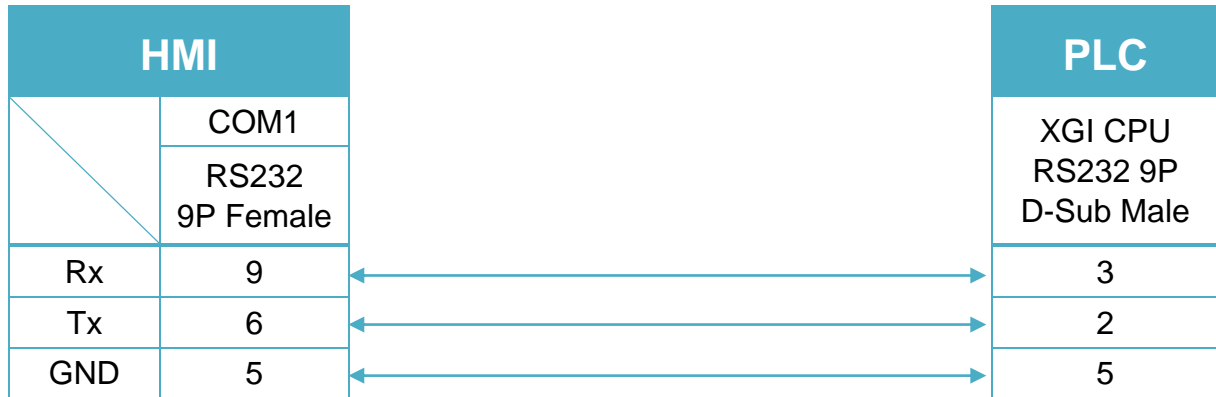 HMI
PLC
COM1
RS232
9P Female
XGI CPU
RS232 9P
D-Sub Male
Rx 9 3
Tx 6 2
GND 5 5